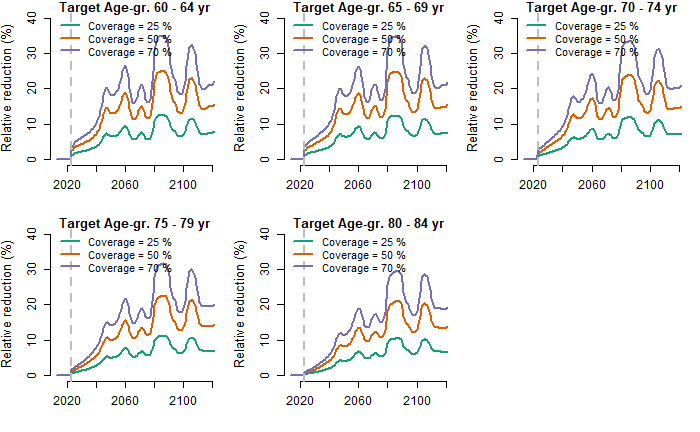 Target Age-gr. 60 - 64 yr
Coverage = 25 %
Coverage = 50 %
Coverage = 70 %
Relative reduction (%)
0
10
20
30
40
2020
2060
2100
Target Age-gr. 65 - 69 yr
Coverage = 25 %
Coverage = 50 %
Coverage = 70 %
Relative reduction (%)
0
10
20
30
40
2020
2060
2100
Target Age-gr. 70 - 74 yr
Coverage = 25 %
Coverage = 50 %
Coverage = 70 %
Relative reduction (%)
0
10
20
30
40
2020
2060
2100
Target Age-gr. 75 - 79 yr
Coverage = 25 %
Coverage = 50 %
Coverage = 70 %
Relative reduction (%)
0
10
20
30
40
2020
2060
2100
Target Age-gr. 80 - 84 yr
Coverage = 25 %
Coverage = 50 %
Coverage = 70 %
Relative reduction (%)
0
10
20
30
40
2020
2060
2100